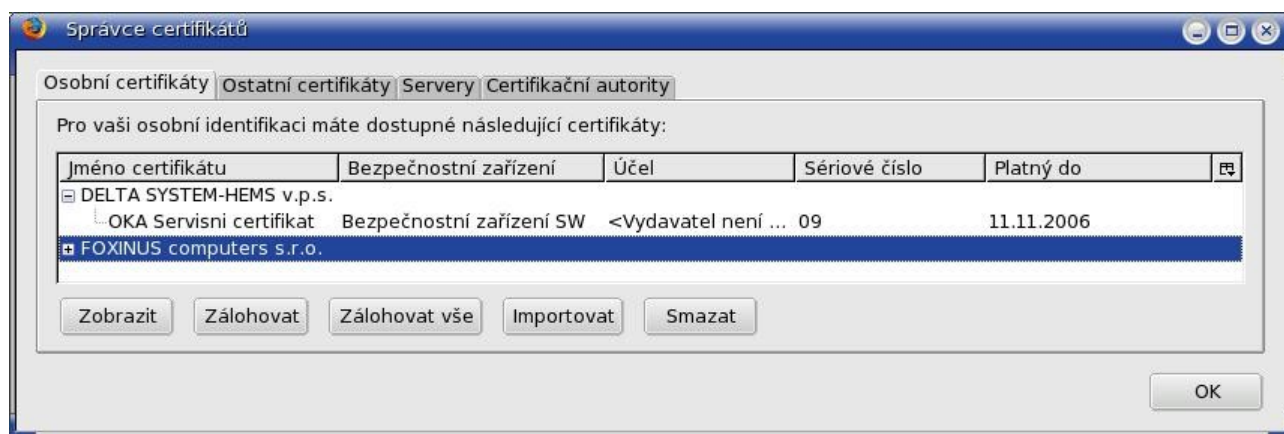 Správce certifikátů
Osobní certifikáty Ostatní certifikáty Servery Certifikační autority
Pro vaši osobní identifikaci máte dostupné následující certifikáty:
Jméno certifikátu Bezpečnostní zařízení Účel Sériové číslo Platný do
DELTA SYSTEM-HEMS v.p.s.
OKA Servisni certifikat Bezpečnostní zařízení SW <Vydavatel není ... 09 11.11.2006
FOXINUS computers s.r.o.
Zobrazit Zálohovat Zálohovat vše Importovat Smazat
OK